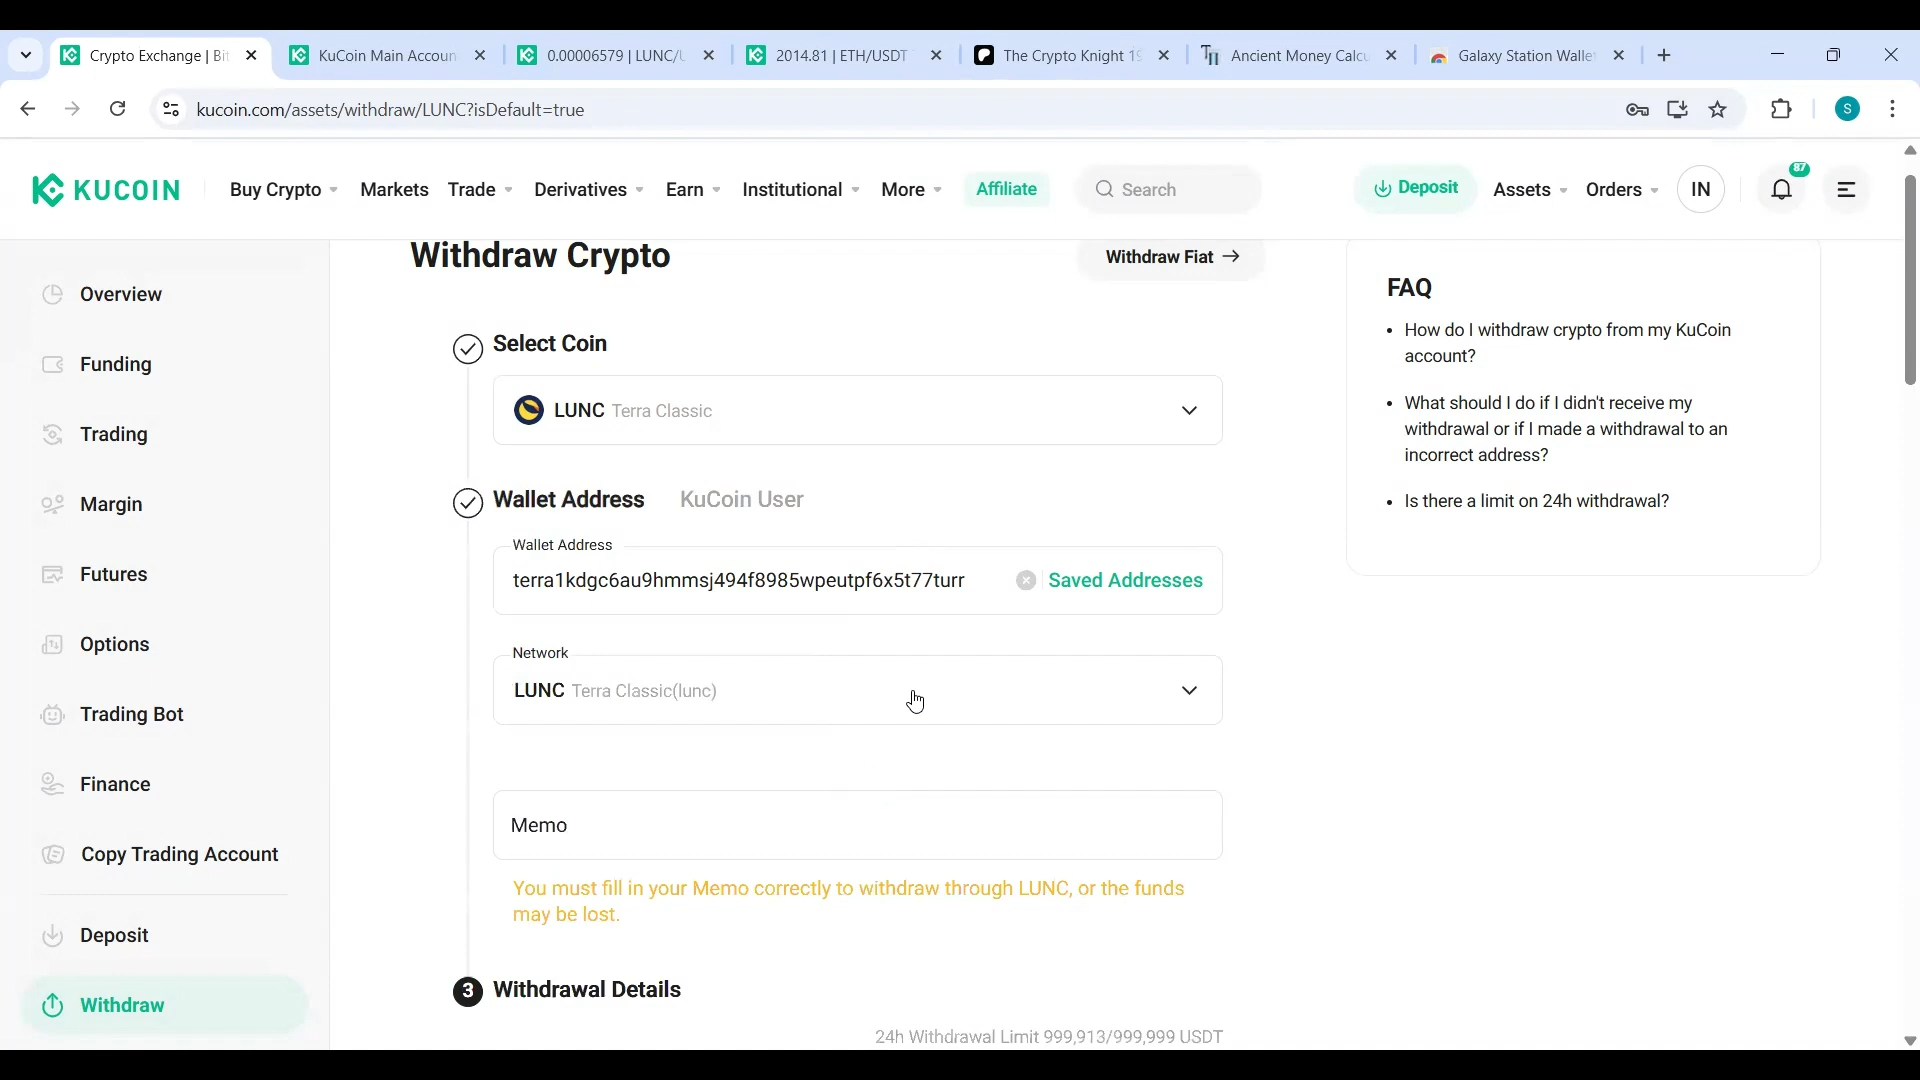 Crypto Exchange | Bit
KuCoin Main Accoun
0.00006579 | LUNC/U
2014.81 | ETH/USDT
The Crypto Knight 19
Ancient Money Calcu
Galaxy Station Walle
kucoin.com/assets/withdraw/LUNC?isDefault=true
S
KUCOIN
Buy Crypto
Markets
Trade
Derivatives
Earn
Institutional
More
Affiliate
Search
Deposit
Assets
Orders
IN
87
Overview
Funding
Trading
Margin
Futures
Options
Trading Bot
Finance
Copy Trading Account
Deposit
Withdraw
Withdraw Crypto
Withdraw Fiat →
Select Coin
LUNC Terra Classic
Wallet Address KuCoin User
Wallet Address
terra1kdgc6au9hmmsj494f8985wpeutpf6x5t77turr
Saved Addresses
Network
LUNC Terra Classic(lunc)
Memo
You must fill in your Memo correctly to withdraw through LUNC, or the funds
may be lost.
3 Withdrawal Details
24h Withdrawal Limit 999,913/999,999 USDT
FAQ
• How do I withdraw crypto from my KuCoin
account?
• What should I do if I didn't receive my
withdrawal or if I made a withdrawal to an
incorrect address?
• Is there a limit on 24h withdrawal?